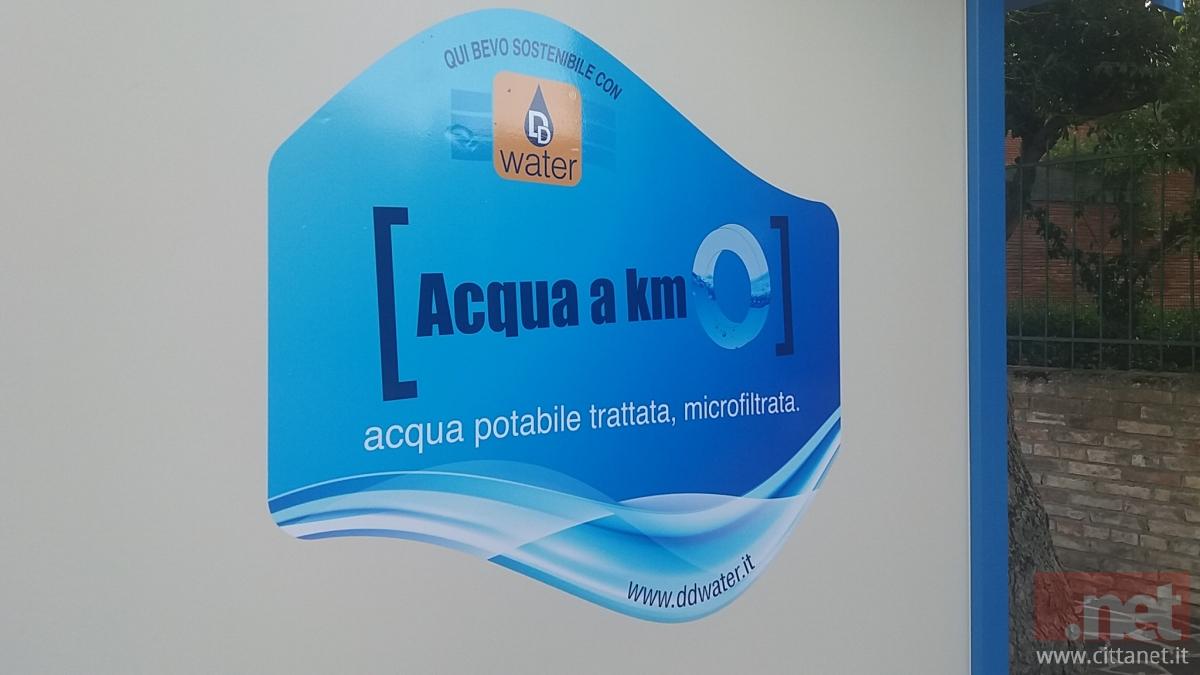 QUI BEVO SOSTENIBILE CON
DD
water
[Acqua a km 0]
acqua potabile trattata, microfiltrata.
www.ddwater.it
.net
www.cittanet.it